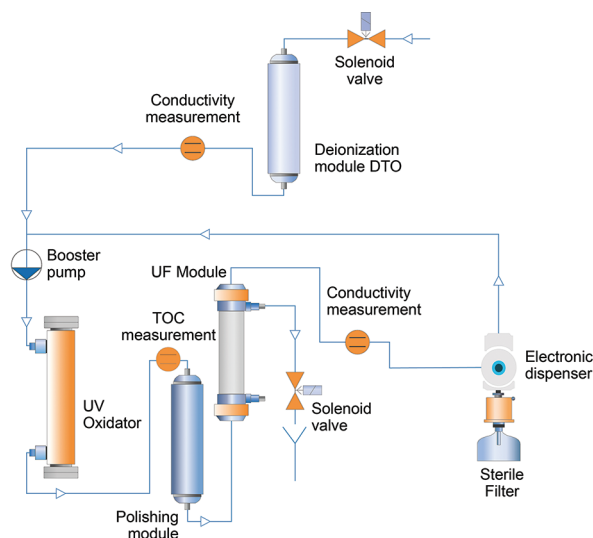 Solenoid
valve
Conductivity
measurement
Deionization
module DTO
Booster
pump
UF Module
TOC
measurement
Conductivity
measurement
Electronic
dispenser
UV
Oxidator
Solenoid
valve
Sterile
Filter
Polishing
module